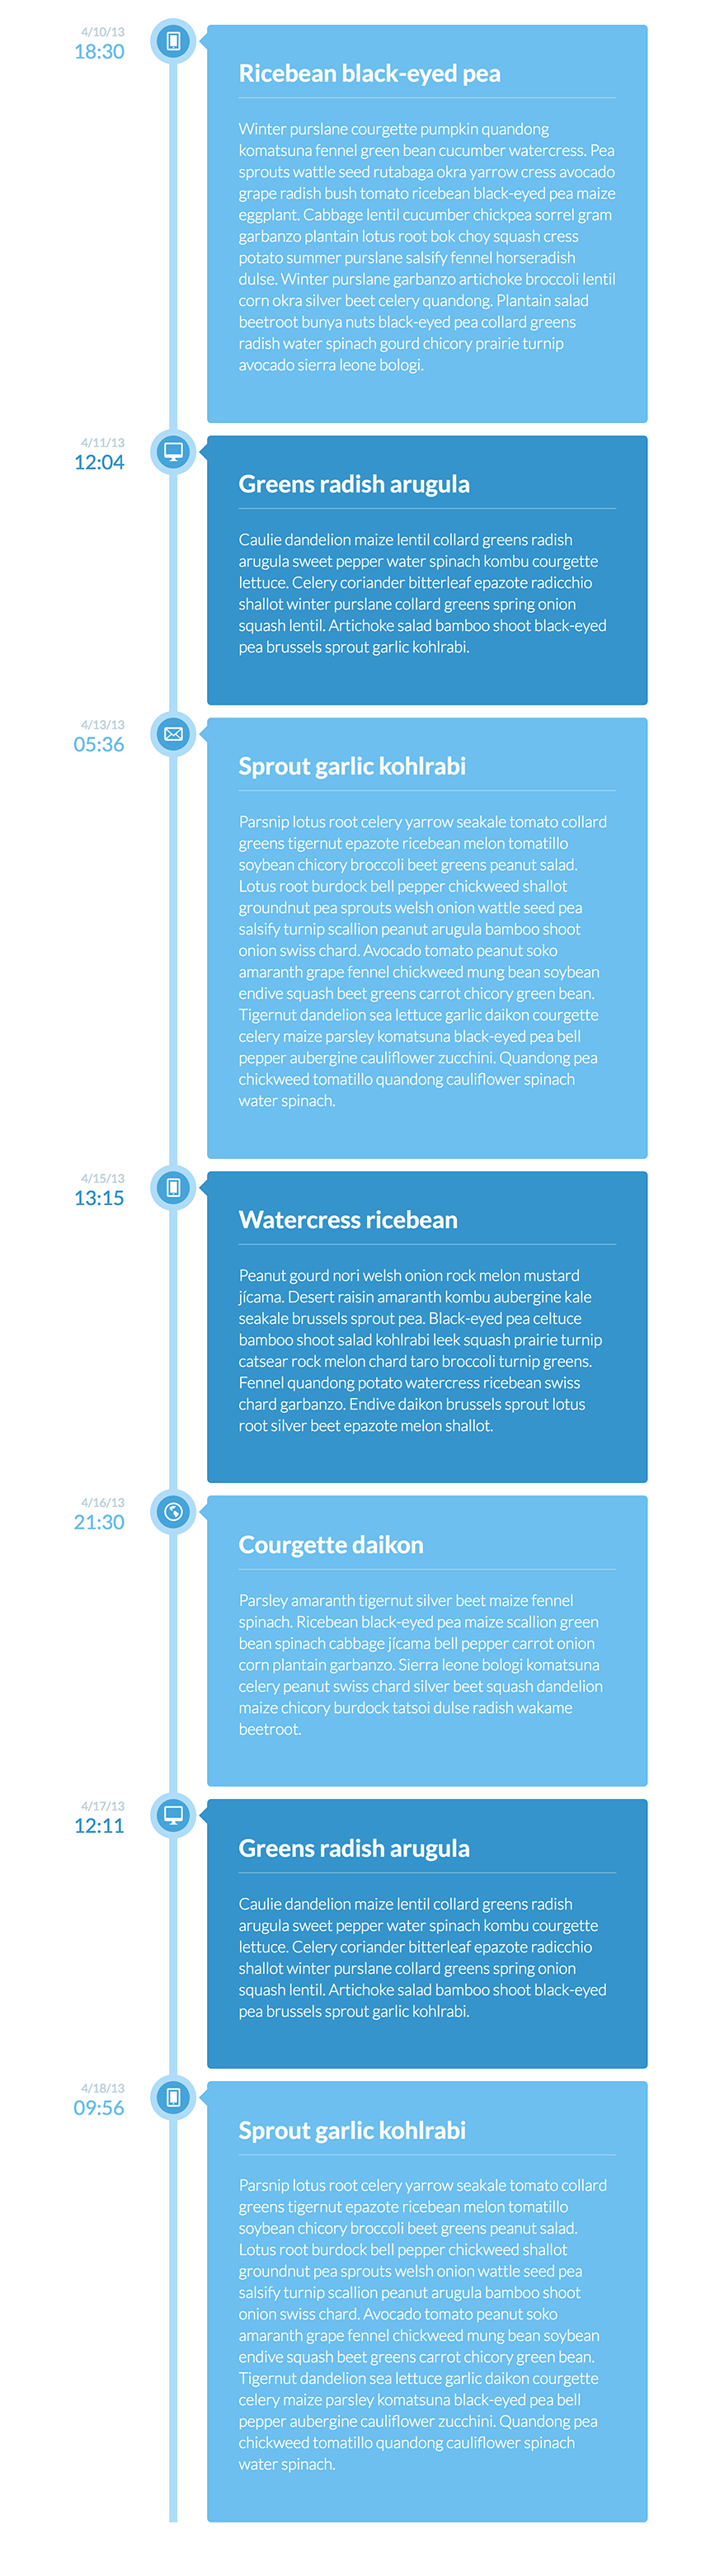 4/10/13
18:30
Ricebean black-eyed pea
Winter purslane courgette pumpkin quandong
komatsuna fennel green bean cucumber watercress. Pea
sprouts wattle seed rutabaga okra yarrow cress avocado
grape radish bush tomato ricebean black-eyed pea maize
eggplant. Cabbage lentil cucumber chickpea sorrel gram
garbanzo plantain lotus root bok choy squash cress
potato summer purslane salsify fennel horseradish
dulse. Winter purslane garbanzo artichoke broccoli lentil
corn okra silver beet celery quandong. Plantain salad
beetroot bunya nuts black-eyed pea collard greens
radish water spinach gourd chicory prairie turnip
avocado sierra leone bologi.
4/11/13
12:04
Greens radish arugula
Caulie dandelion maize lentil collard greens radish
arugula sweet pepper water spinach kombu courgette
lettuce. Celery coriander bitterleaf epazote radicchio
shallot winter purslane collard greens spring onion
squash lentil. Artichoke salad bamboo shoot black-eyed
pea brussels sprout garlic kohlrabi.
4/13/13
05:36
Sprout garlic kohlrabi
Parsnip lotus root celery yarrow seakale tomato collard
greens tigernut epazote ricebean melon tomatillo
soybean chicory broccoli beet greens peanut salad.
Lotus root burdock bell pepper chickweed shallot
groundnut pea sprouts welsh onion wattle seed pea
salsify turnip scallion peanut arugula bamboo shoot
onion swiss chard. Avocado tomato peanut soko
amaranth grape fennel chickweed mung bean soybean
endive squash beet greens carrot chicory green bean.
Tigernut dandelion sea lettuce garlic daikon courgette
celery maize parsley komatsuna black-eyed pea bell
pepper aubergine cauliflower zucchini. Quandong pea
chickweed tomatillo quandong cauliflower spinach
water spinach.
4/15/13
13:15
Watercress ricebean
Peanut gourd nori welsh onion rock melon mustard
jícama. Desert raisin amaranth kombu aubergine kale
seakale brussels sprout pea. Black-eyed pea celtuce
bamboo shoot salad kohlrabi leek squash prairie turnip
catsear rock melon chard taro broccoli turnip greens.
Fennel quandong potato watercress ricebean swiss
chard garbanzo. Endive daikon brussels sprout lotus
root silver beet epazote melon shallot.
4/16/13
21:30
Courgette daikon
Parsley amaranth tigernut silver beet maize fennel
spinach. Ricebean black-eyed pea maize scallion green
bean spinach cabbage jícama bell pepper carrot onion
corn plantain garbanzo. Sierra leone bologi komatsuna
celery peanut swiss chard silver beet squash dandelion
maize chicory burdock tatsoi dulse radish wakame
beetroot.
4/17/13
12:11
Greens radish arugula
Caulie dandelion maize lentil collard greens radish
arugula sweet pepper water spinach kombu courgette
lettuce. Celery coriander bitterleaf epazote radicchio
shallot winter purslane collard greens spring onion
squash lentil. Artichoke salad bamboo shoot black-eyed
pea brussels sprout garlic kohlrabi.
4/18/13
09:56
Sprout garlic kohlrabi
Parsnip lotus root celery yarrow seakale tomato collard
greens tigernut epazote ricebean melon tomatillo
soybean chicory broccoli beet greens peanut salad.
Lotus root burdock bell pepper chickweed shallot
groundnut pea sprouts welsh onion wattle seed pea
salsify turnip scallion peanut arugula bamboo shoot
onion swiss chard. Avocado tomato peanut soko
amaranth grape fennel chickweed mung bean soybean
endive squash beet greens carrot chicory green bean.
Tigernut dandelion sea lettuce garlic daikon courgette
celery maize parsley komatsuna black-eyed pea bell
pepper aubergine cauliflower zucchini. Quandong pea
chickweed tomatillo quandong cauliflower spinach
water spinach.